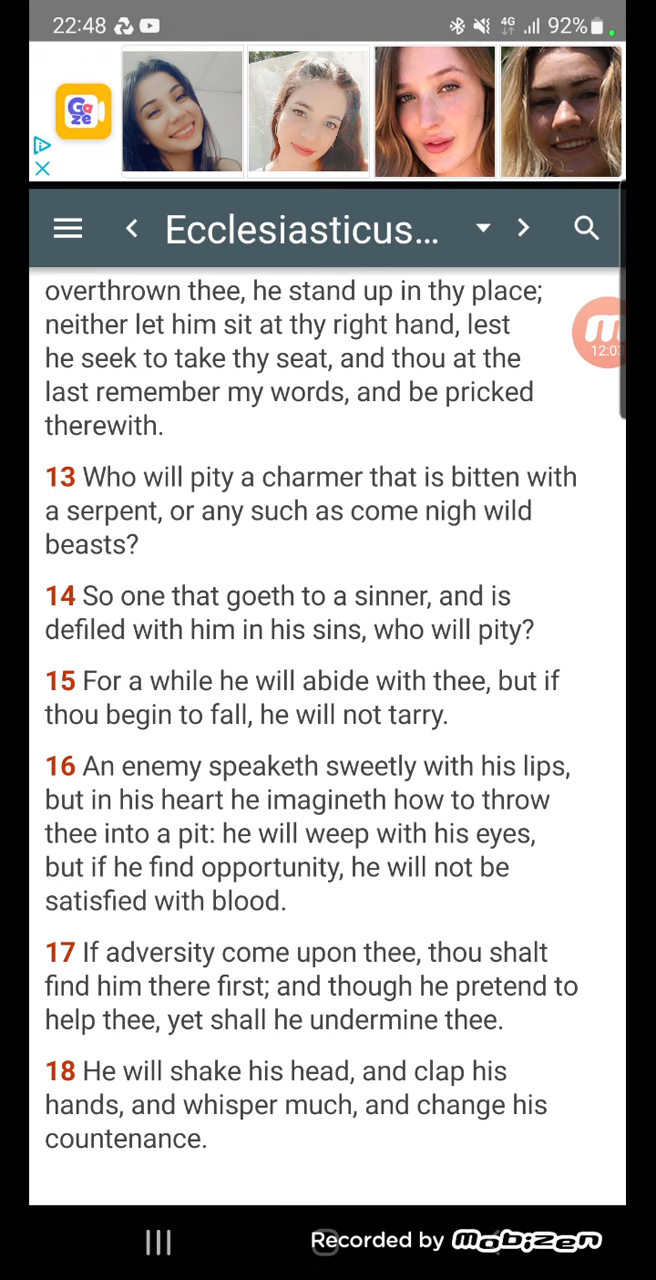 22:48
4G
92%
Gaze
Ecclesiasticus...
overthrown thee, he stand up in thy place;
neither let him sit at thy right hand, lest
he seek to take thy seat, and thou at the
last remember my words, and be pricked
therewith.
12:03
13 Who will pity a charmer that is bitten with
a serpent, or any such as come nigh wild
beasts?
14 So one that goeth to a sinner, and is
defiled with him in his sins, who will pity?
15 For a while he will abide with thee, but if
thou begin to fall, he will not tarry.
16 An enemy speaketh sweetly with his lips,
but in his heart he imagineth how to throw
thee into a pit: he will weep with his eyes,
but if he find opportunity, he will not be
satisfied with blood.
17 If adversity come upon thee, thou shalt
find him there first; and though he pretend to
help thee, yet shall he undermine thee.
18 He will shake his head, and clap his
hands, and whisper much, and change his
countenance.
Recorded by mobizen